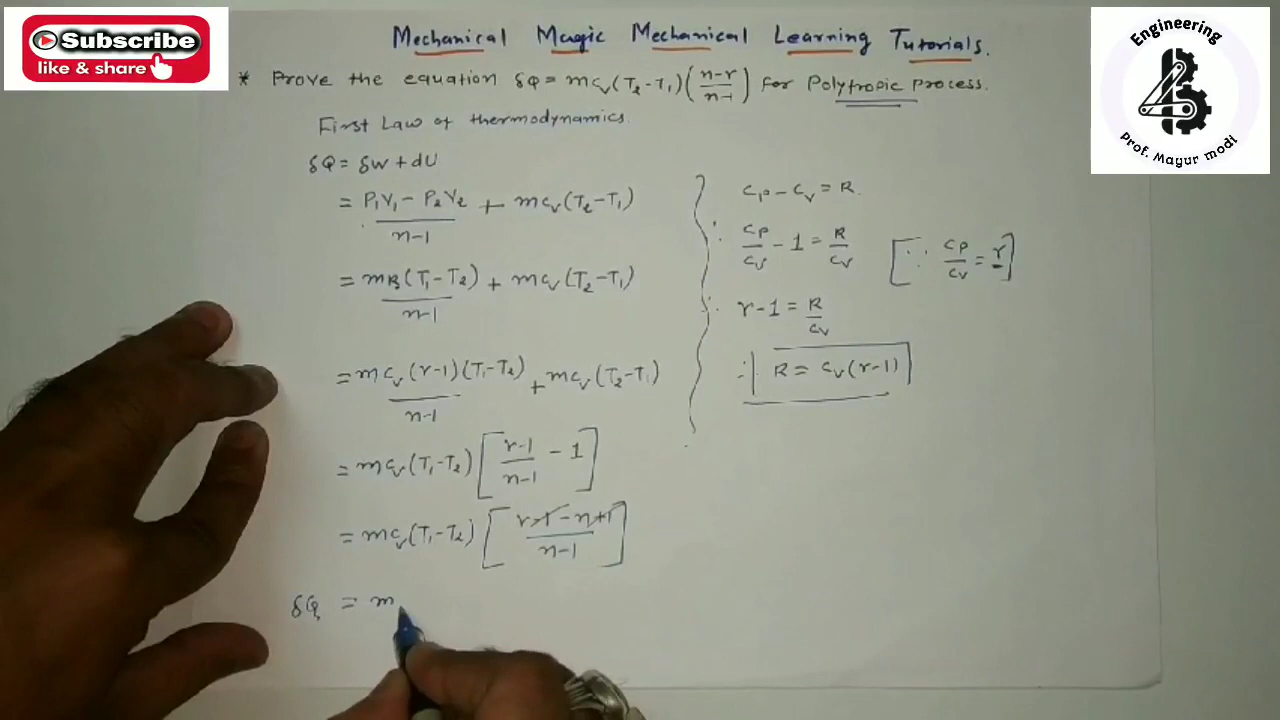 Subscribe
like & share
Engineering
Prof. Mayur modi
Mechanical Magic Mechanical Learning Tutorials.
* Prove the equation δQ = mcᵥ(T₂-T₁)(n-r/n-1) for Polytropic process.
First Law of thermodynamics.
δQ = δW + dU
= P₁V₁ - P₂V₂/n-1 + mcᵥ(T₂-T₁)
= mR(T₁-T₂)/n-1 + mcᵥ(T₂-T₁)
= mcᵥ(r-1)(T₁-T₂)/n-1 + mcᵥ(T₂-T₁)
= mcᵥ(T₁-T₂)[r-1/n-1 - 1]
= mcᵥ(T₁-T₂)[r-1-n+1/n-1]
δQ = m
cₚ - cᵥ = R.
∴ cₚ/cᵥ - 1 = R/cᵥ [∵ cₚ/cᵥ = r]
∴ r-1 = R/cᵥ
∴ R = cᵥ(r-1)